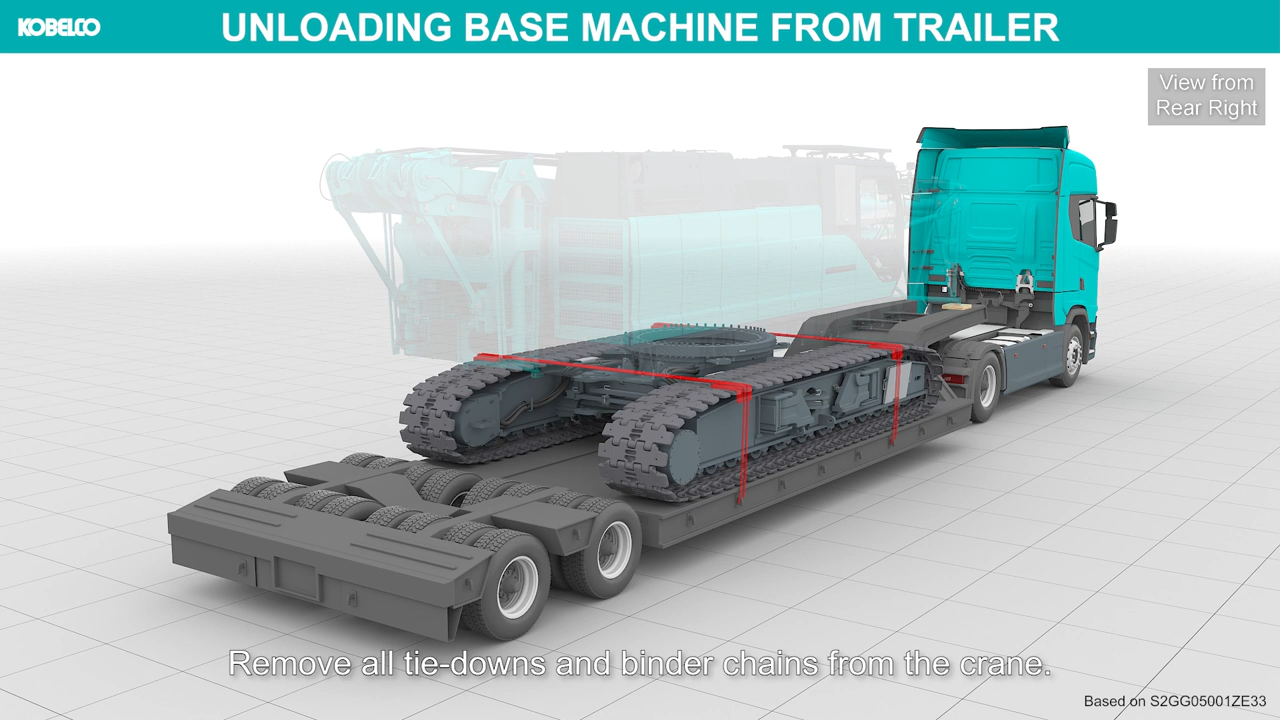 KOBELCO
UNLOADING BASE MACHINE FROM TRAILER
View from
Rear Right
Remove all tie-downs and binder chains from the crane.
Based on S2GG05001ZE33